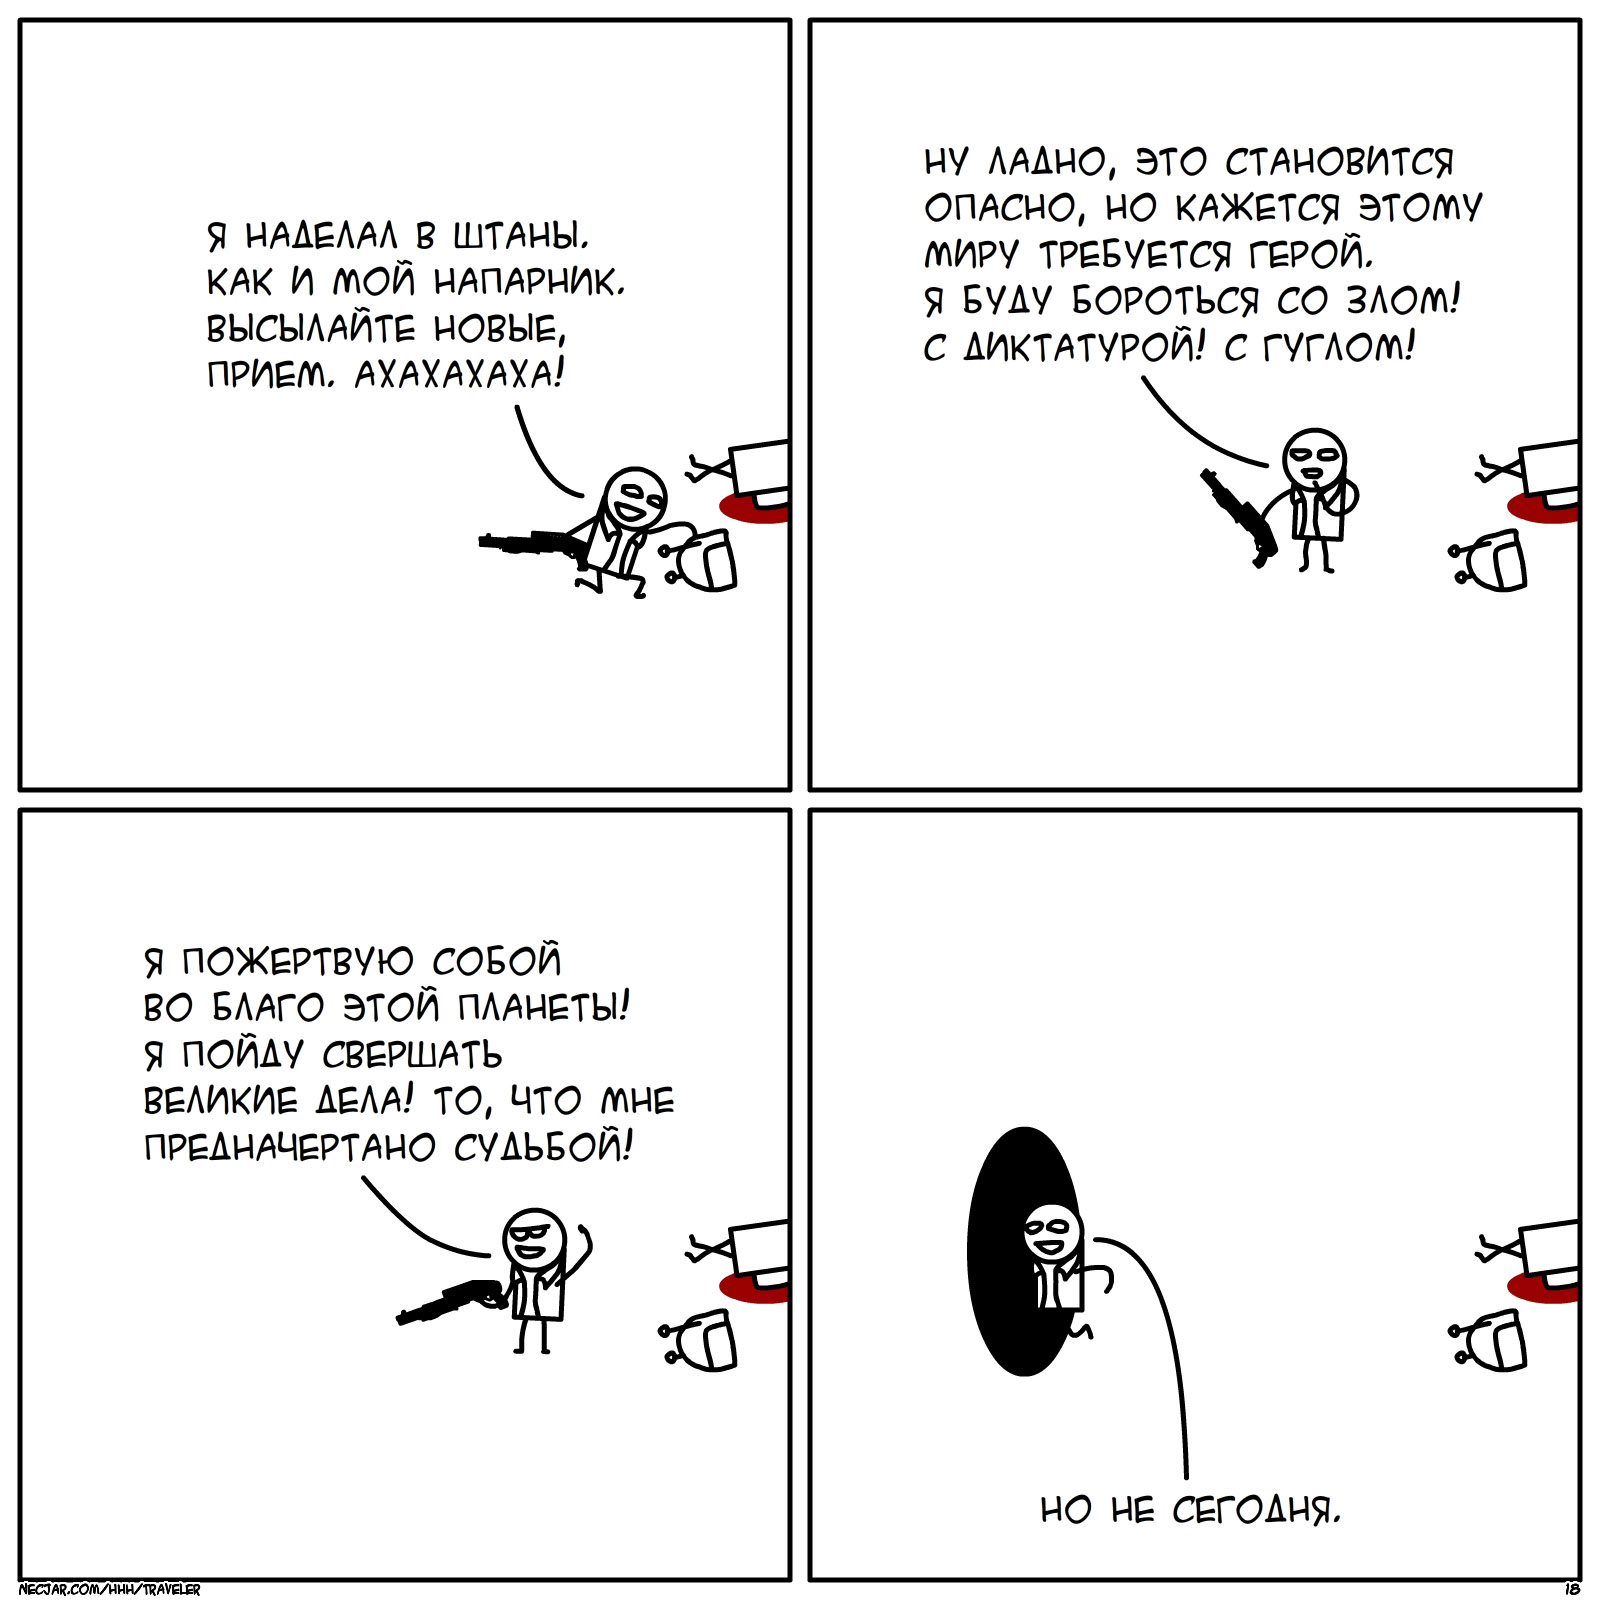 Я НАДЕЛАЛ В ШТАНЫ.
КАК И МОЙ НАПАРНИК.
ВЫСЫЛАЙТЕ НОВЫЕ,
ПРИЕМ. АХАХАХАХА!
НУ ЛАДНО, ЭТО СТАНОВИТСЯ
ОПАСНО, НО КАЖЕТСЯ ЭТОМУ
МИРУ ТРЕБУЕТСЯ ГЕРОЙ.
Я БУДУ БОРОТЬСЯ СО ЗЛОМ!
С ДИКТАТУРОЙ! С ГУГЛОМ!
Я ПОЖЕРТВУЮ СОБОЙ
ВО БЛАГО ЭТОЙ ПЛАНЕТЫ!
Я ПОЙДУ СВЕРШАТЬ
ВЕЛИКИЕ ДЕЛА! ТО, ЧТО МНЕ
ПРЕДНАЧЕРТАНО СУДЬБОЙ!
НО НЕ СЕГОДНЯ.
NECJAR.COM/HHH/TRAVELER
18